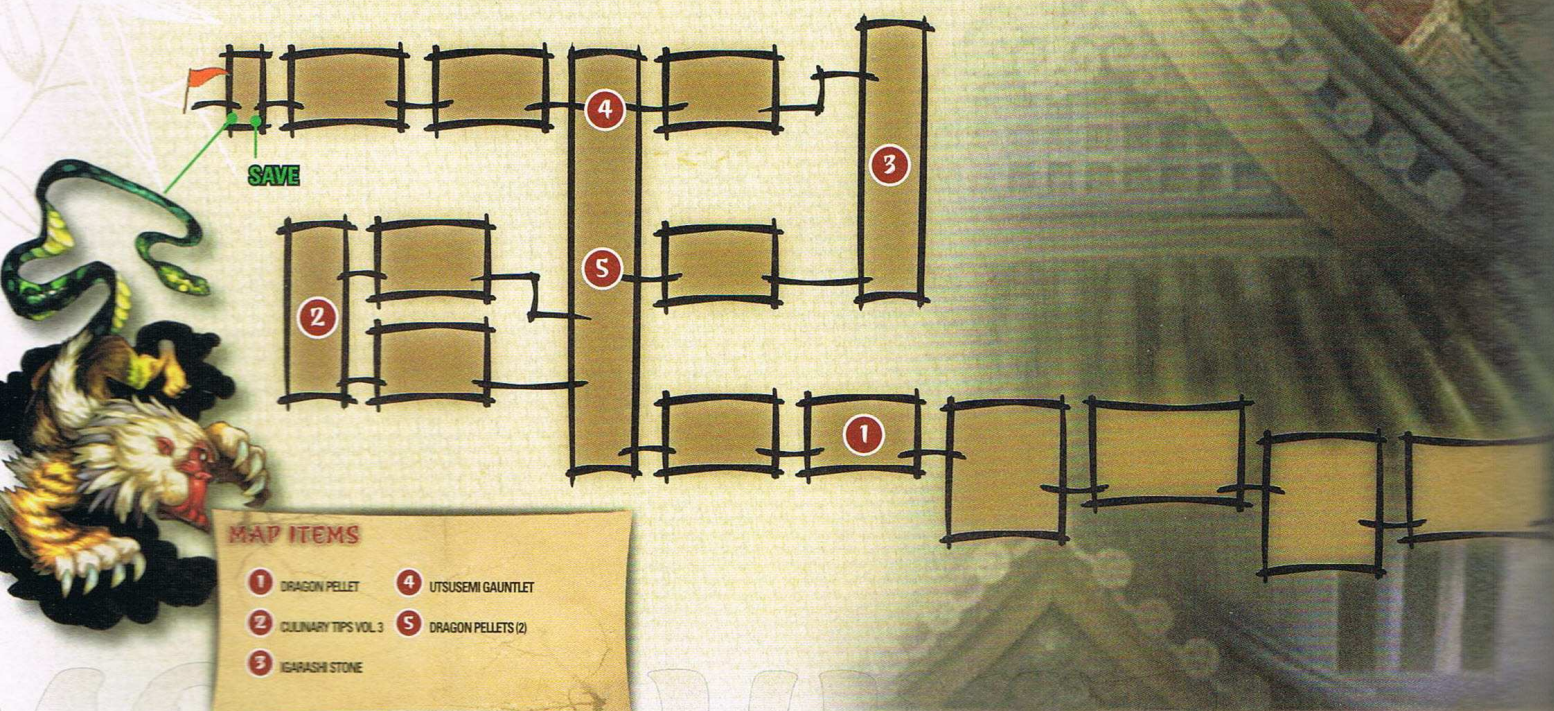 SAVE
4
3
5
2
1
MAP ITEMS
1 DRAGON PELLET
2 CULINARY TIPS VOL. 3
3 IGARASHI STONE
4 UTSUSEMI GAUNTLET
5 DRAGON PELLETS (2)